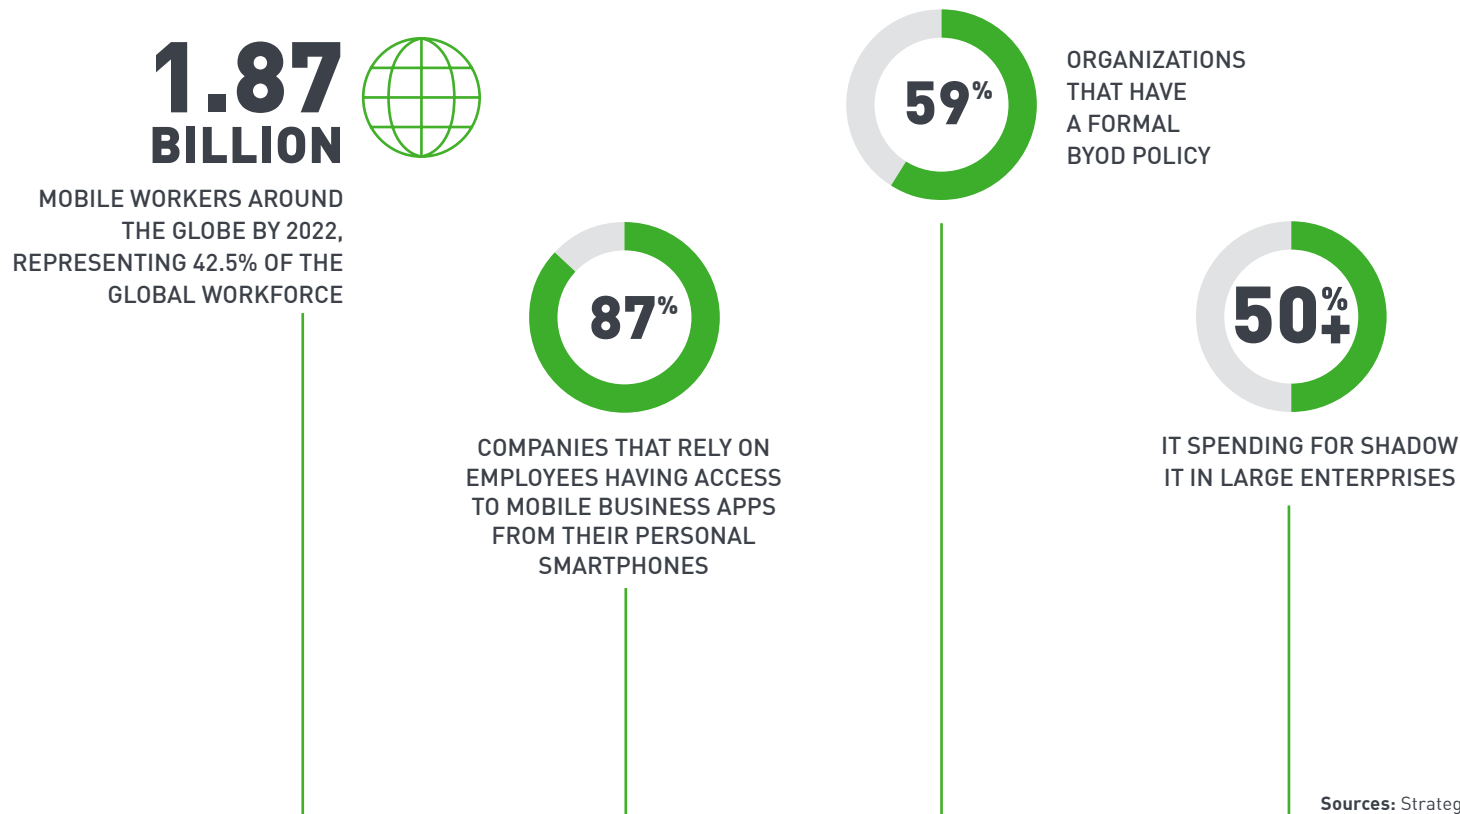 1.87
BILLION
MOBILE WORKERS AROUND
THE GLOBE BY 2022,
REPRESENTING 42.5% OF THE
GLOBAL WORKFORCE
87%
COMPANIES THAT RELY ON
EMPLOYEES HAVING ACCESS
TO MOBILE BUSINESS APPS
FROM THEIR PERSONAL
SMARTPHONES
59%
ORGANIZATIONS
THAT HAVE
A FORMAL
BYOD POLICY
50%+
IT SPENDING FOR SHADOW
IT IN LARGE ENTERPRISES
Sources: